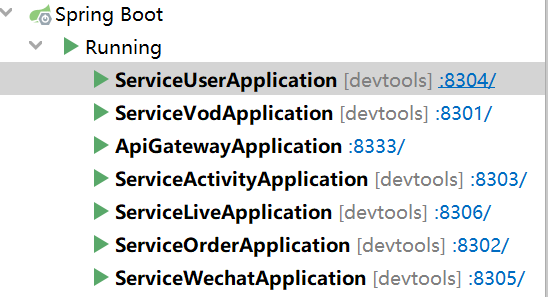 Spring Boot
Running
ServiceUserApplication [devtools] :8304/
ServiceVodApplication [devtools] :8301/
ApiGatewayApplication :8333/
ServiceActivityApplication [devtools] :8303/
ServiceLiveApplication [devtools] :8306/
ServiceOrderApplication [devtools] :8302/
ServiceWechatApplication [devtools] :8305/